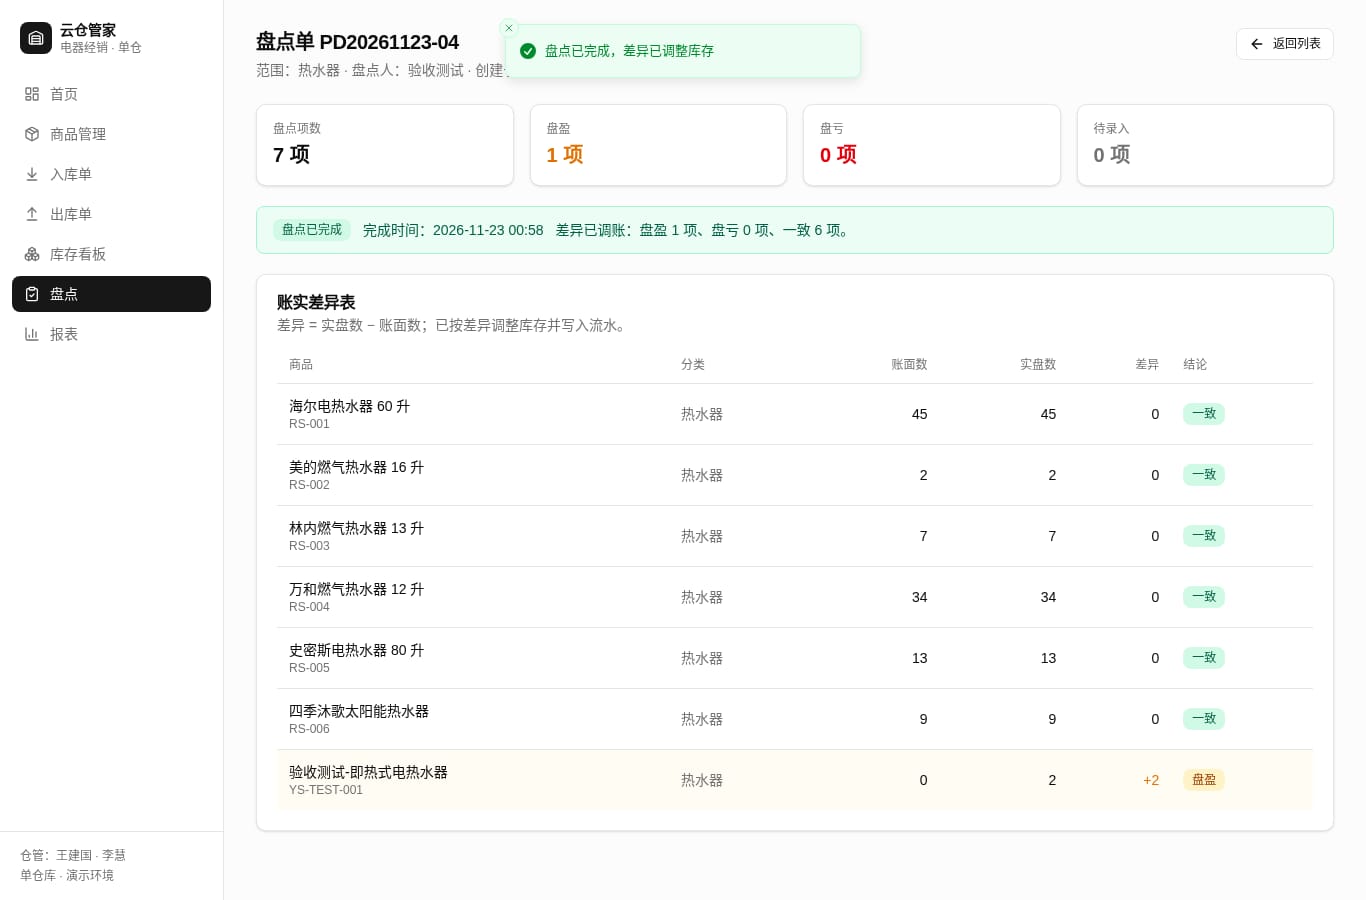 云仓管家
电器经销 · 单仓
首页
商品管理
入库单
出库单
库存看板
盘点
报表
仓管：王建国 · 李慧
单仓库 · 演示环境
盘点单 PD20261123-04
范围：热水器 · 盘点人：验收测试 · 创建
盘点已完成，差异已调整库存
返回列表
盘点项数
7 项
盘盈
1 项
盘亏
0 项
待录入
0 项
盘点已完成 完成时间：2026-11-23 00:58 差异已调账：盘盈 1 项、盘亏 0 项、一致 6 项。
账实差异表
差异 = 实盘数 − 账面数；已按差异调整库存并写入流水。
商品 分类 账面数 实盘数 差异 结论
海尔电热水器 60 升
RS-001
热水器 45 45 0 一致
美的燃气热水器 16 升
RS-002
热水器 2 2 0 一致
林内燃气热水器 13 升
RS-003
热水器 7 7 0 一致
万和燃气热水器 12 升
RS-004
热水器 34 34 0 一致
史密斯电热水器 80 升
RS-005
热水器 13 13 0 一致
四季沐歌太阳能热水器
RS-006
热水器 9 9 0 一致
验收测试-即热式电热水器
YS-TEST-001
热水器 0 2 +2 盘盈